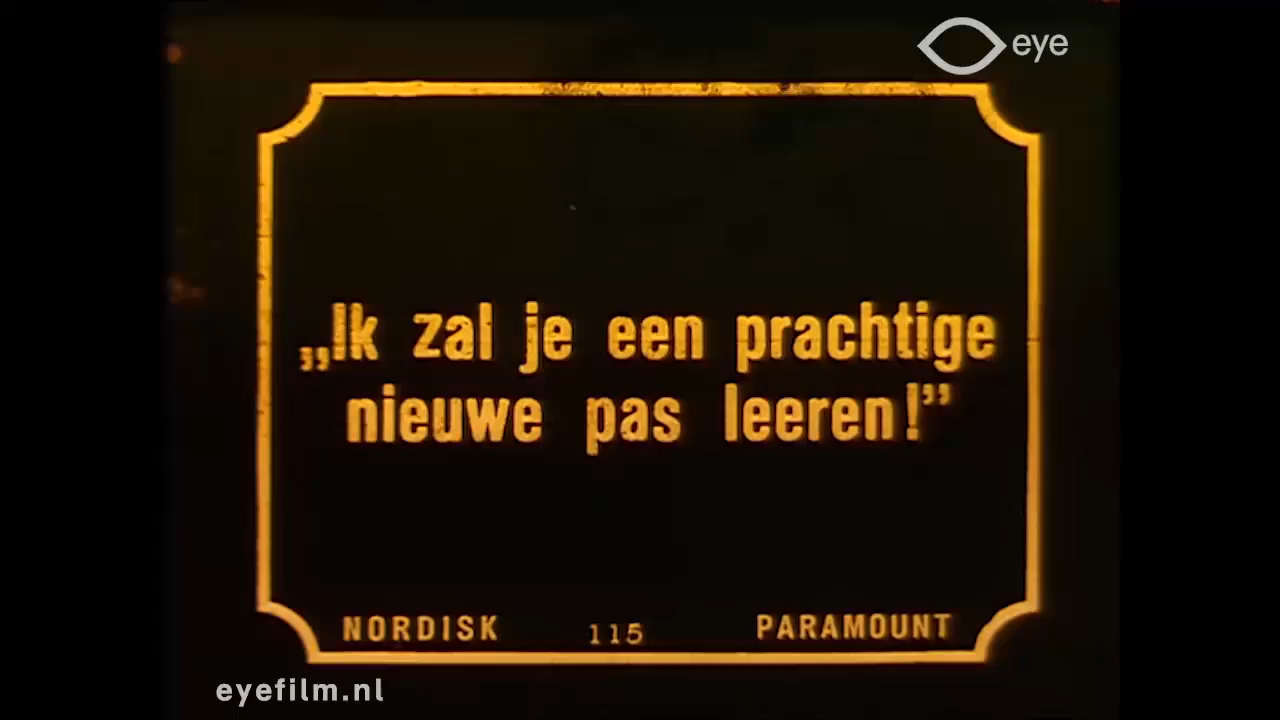 eye
„Ik zal je een prachtige
nieuwe pas leeren!”
NORDISK 115 PARAMOUNT
eyefilm.nl